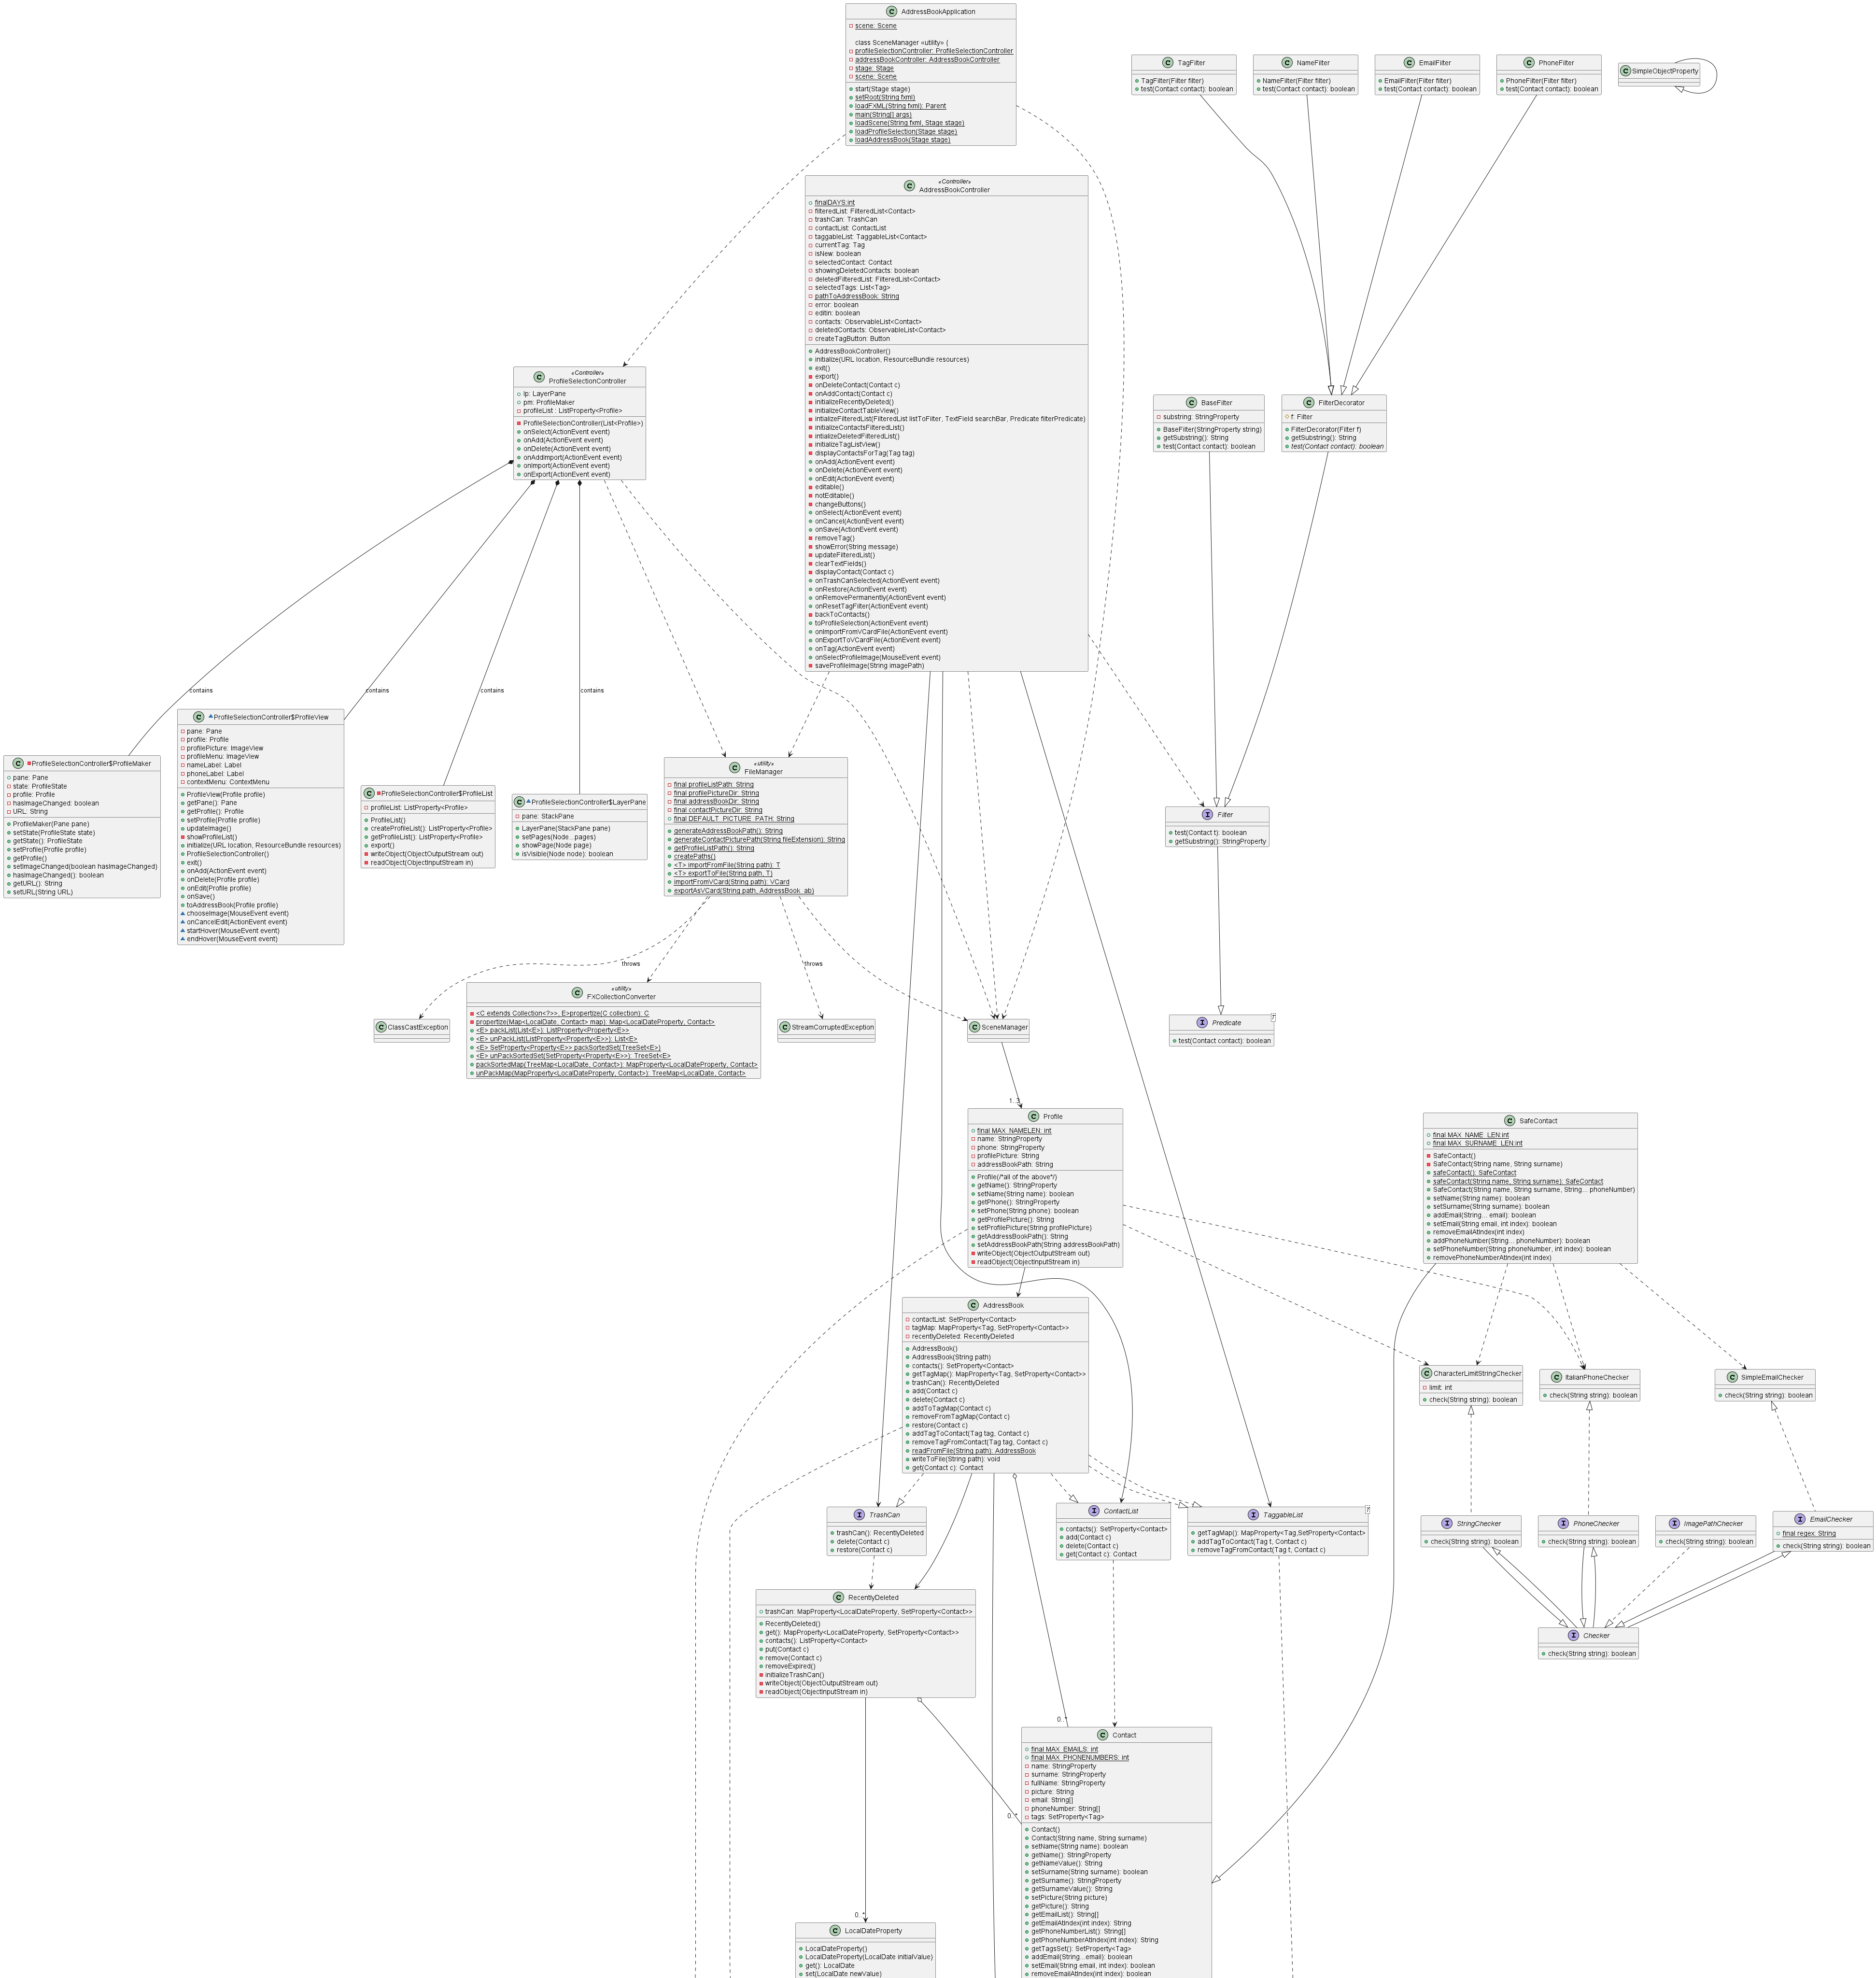 AddressBookApplication
scene: Scene
class SceneManager «utility» {
profileSelectionController: ProfileSelectionController
addressBookController: AddressBookController
stage: Stage
scene: Scene
start(Stage stage)
setRoot(String fxml)
loadFXML(String fxml): Parent
main(String[] args)
loadScene(String fxml, Stage stage)
loadProfileSelection(Stage stage)
loadAddressBook(Stage stage)
TagFilter
TagFilter(Filter filter)
test(Contact contact): boolean
NameFilter
NameFilter(Filter filter)
test(Contact contact): boolean
EmailFilter
EmailFilter(Filter filter)
test(Contact contact): boolean
PhoneFilter
PhoneFilter(Filter filter)
test(Contact contact): boolean
SimpleObjectProperty
«Controller»
AddressBookController
finalDAYS:int
filteredList: FilteredList<Contact>
trashCan: TrashCan
contactList: ContactList
taggableList: TaggableList<Contact>
currentTag: Tag
isNew: boolean
selectedContact: Contact
showingDeletedContacts: boolean
deletedFilteredList: FilteredList<Contact>
selectedTags: List<Tag>
pathToAddressBook: String
error: boolean
editin: boolean
contacts: ObservableList<Contact>
deletedContacts: ObservableList<Contact>
createTagButton: Button
AddressBookController()
initialize(URL location, ResourceBundle resources)
exit()
export()
onDeleteContact(Contact c)
onAddContact(Contact c)
initializeRecentlyDeleted()
initializeContactTableView()
intializeFilteredList(FilteredList listToFilter, TextField searchBar, Predicate filterPredicate)
initializeContactsFilteredList()
intializeDeletedFilteredList()
initializeTagListView()
displayContactsForTag(Tag tag)
onAdd(ActionEvent event)
onDelete(ActionEvent event)
onEdit(ActionEvent event)
editable()
notEditable()
changeButtons()
onSelect(ActionEvent event)
onCancel(ActionEvent event)
onSave(ActionEvent event)
removeTag()
showError(String message)
updateFilteredList()
clearTextFields()
displayContact(Contact c)
onTrashCanSelected(ActionEvent event)
onRestore(ActionEvent event)
onRemovePermanently(ActionEvent event)
onResetTagFilter(ActionEvent event)
backToContacts()
toProfileSelection(ActionEvent event)
onImportFromVCardFile(ActionEvent event)
onExportToVCardFile(ActionEvent event)
onTag(ActionEvent event)
onSelectProfileImage(MouseEvent event)
saveProfileImage(String imagePath)
«Controller»
ProfileSelectionController
lp: LayerPane
pm: ProfileMaker
profileList : ListProperty<Profile>
ProfileSelectionController(List<Profile>)
onSelect(ActionEvent event)
onAdd(ActionEvent event)
onDelete(ActionEvent event)
onAddImport(ActionEvent event)
onImport(ActionEvent event)
onExport(ActionEvent event)
BaseFilter
substring: StringProperty
BaseFilter(StringProperty string)
getSubstring(): String
test(Contact contact): boolean
FilterDecorator
f: Filter
FilterDecorator(Filter f)
getSubstring(): String
test(Contact contact): boolean
contains
contains
contains
contains
ProfileSelectionController$ProfileMaker
pane: Pane
state: ProfileState
profile: Profile
hasImageChanged: boolean
URL: String
ProfileMaker(Pane pane)
setState(ProfileState state)
getState(): ProfileState
setProfile(Profile profile)
getProfile()
setImageChanged(boolean hasImageChanged)
hasImageChanged(): boolean
getURL(): String
setURL(String URL)
ProfileSelectionController$ProfileView
pane: Pane
profile: Profile
profilePicture: ImageView
profileMenu: ImageView
nameLabel: Label
phoneLabel: Label
contextMenu: ContextMenu
ProfileView(Profile profile)
getPane(): Pane
getProfile(): Profile
setProfile(Profile profile)
updateImage()
showProfileList()
initialize(URL location, ResourceBundle resources)
ProfileSelectionController()
exit()
onAdd(ActionEvent event)
onDelete(Profile profile)
onEdit(Profile profile)
onSave()
toAddressBook(Profile profile)
chooseImage(MouseEvent event)
onCancelEdit(ActionEvent event)
startHover(MouseEvent event)
endHover(MouseEvent event)
ProfileSelectionController$ProfileList
profileList: ListProperty<Profile>
ProfileList()
createProfileList(): ListProperty<Profile>
getProfileList(): ListProperty<Profile>
export()
writeObject(ObjectOutputStream out)
readObject(ObjectInputStream in)
ProfileSelectionController$LayerPane
pane: StackPane
LayerPane(StackPane pane)
setPages(Node...pages)
showPage(Node page)
isVisible(Node node): boolean
«utility»
FileManager
final profileListPath: String
final profilePictureDir: String
final addressBookDir: String
final contactPictureDir: String
final DEFAULT_PICTURE_PATH: String
generateAddressBookPath(): String
generateContactPicturePath(String fileExtension): String
getProfileListPath(): String
createPaths()
<T> importFromFile(String path): T
<T> exportToFile(String path, T)
importFromVCard(String path): VCard
exportAsVCard(String path, AddressBook ab)
Filter
test(Contact t): boolean
getSubstring(): StringProperty
throws
throws
ClassCastException
«utility»
FXCollectionConverter
<C extends Collection<?>>, E>propertize(C collection): C
propertize(Map<LocalDate, Contact> map): Map<LocalDateProperty, Contact>
<E> packList(List<E>): ListProperty<Property<E>>
<E> unPackList(ListProperty<Property<E>>): List<E>
<E> SetProperty<Property<E>> packSortedSet(TreeSet<E>)
<E> unPackSortedSet(SetProperty<Property<E>>): TreeSet<E>
packSortedMap(TreeMap<LocalDate, Contact>): MapProperty<LocalDateProperty, Contact>
unPackMap(MapProperty<LocalDateProperty, Contact>): TreeMap<LocalDate, Contact>
StreamCorruptedException
SceneManager
Predicate
T
test(Contact contact): boolean
1..3
Profile
final MAX_NAMELEN: int
name: StringProperty
phone: StringProperty
profilePicture: String
addressBookPath: String
Profile(/*all of the above*/)
getName(): StringProperty
setName(String name): boolean
getPhone(): StringProperty
setPhone(String phone): boolean
getProfilePicture(): String
setProfilePicture(String profilePicture)
getAddressBookPath(): String
setAddressBookPath(String addressBookPath)
writeObject(ObjectOutputStream out)
readObject(ObjectInputStream in)
SafeContact
final MAX_NAME_LEN:int
final MAX_SURNAME_LEN:int
SafeContact()
SafeContact(String name, String surname)
safeContact(): SafeContact
safeContact(String name, String surname): SafeContact
SafeContact(String name, String surname, String... phoneNumber)
setName(String name): boolean
setSurname(String surname): boolean
addEmail(String... email): boolean
setEmail(String email, int index): boolean
removeEmailAtIndex(int index)
addPhoneNumber(String... phoneNumber): boolean
setPhoneNumber(String phoneNumber, int index): boolean
removePhoneNumberAtIndex(int index)
AddressBook
contactList: SetProperty<Contact>
tagMap: MapProperty<Tag, SetProperty<Contact>>
recentlyDeleted: RecentlyDeleted
AddressBook()
AddressBook(String path)
contacts(): SetProperty<Contact>
getTagMap(): MapProperty<Tag, SetProperty<Contact>>
trashCan(): RecentlyDeleted
add(Contact c)
delete(Contact c)
addToTagMap(Contact c)
removeFromTagMap(Contact c)
restore(Contact c)
addTagToContact(Tag tag, Contact c)
removeTagFromContact(Tag tag, Contact c)
readFromFile(String path): AddressBook
writeToFile(String path): void
get(Contact c): Contact
CharacterLimitStringChecker
limit: int
check(String string): boolean
ItalianPhoneChecker
check(String string): boolean
SimpleEmailChecker
check(String string): boolean
TrashCan
trashCan(): RecentlyDeleted
delete(Contact c)
restore(Contact c)
ContactList
contacts(): SetProperty<Contact>
add(Contact c)
delete(Contact c)
get(Contact c): Contact
TaggableList
T
getTagMap(): MapProperty<Tag,SetProperty<Contact>
addTagToContact(Tag t, Contact c)
removeTagFromContact(Tag t, Contact c)
StringChecker
check(String string): boolean
PhoneChecker
check(String string): boolean
ImagePathChecker
check(String string): boolean
EmailChecker
final regex: String
check(String string): boolean
RecentlyDeleted
trashCan: MapProperty<LocalDateProperty, SetProperty<Contact>>
RecentlyDeleted()
get(): MapProperty<LocalDateProperty, SetProperty<Contact>>
contacts(): ListProperty<Contact>
put(Contact c)
remove(Contact c)
removeExpired()
initializeTrashCan()
writeObject(ObjectOutputStream out)
readObject(ObjectInputStream in)
Checker
check(String string): boolean
0..*
0..*
Contact
final MAX_EMAILS: int
final MAX_PHONENUMBERS: int
name: StringProperty
surname: StringProperty
fullName: StringProperty
picture: String
email: String[]
phoneNumber: String[]
tags: SetProperty<Tag>
Contact()
Contact(String name, String surname)
setName(String name): boolean
getName(): StringProperty
getNameValue(): String
setSurname(String surname): boolean
getSurname(): StringProperty
getSurnameValue(): String
setPicture(String picture)
getPicture(): String
getEmailList(): String[]
getEmailAtIndex(int index): String
getPhoneNumberList(): String[]
getPhoneNumberAtIndex(int index): String
getTagsSet(): SetProperty<Tag>
addEmail(String...email): boolean
setEmail(String email, int index): boolean
removeEmailAtIndex(int index): boolean
0..*
LocalDateProperty
LocalDateProperty()
LocalDateProperty(LocalDate initialValue)
get(): LocalDate
set(LocalDate newValue)